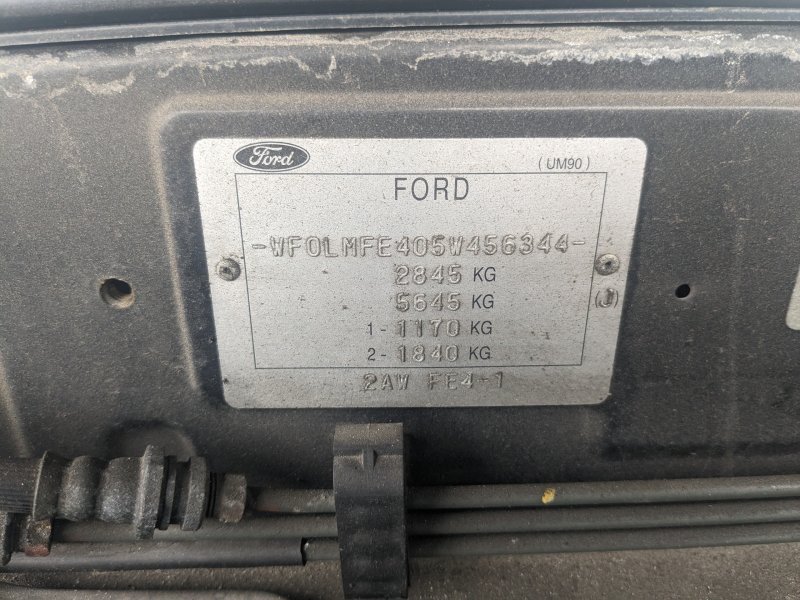 Ford
(UM90)
FORD
-WF0LMFE405W456344-
2845 KG
5645 KG
(J)
1-1170 KG
2-1840 KG
2AW FE4-1